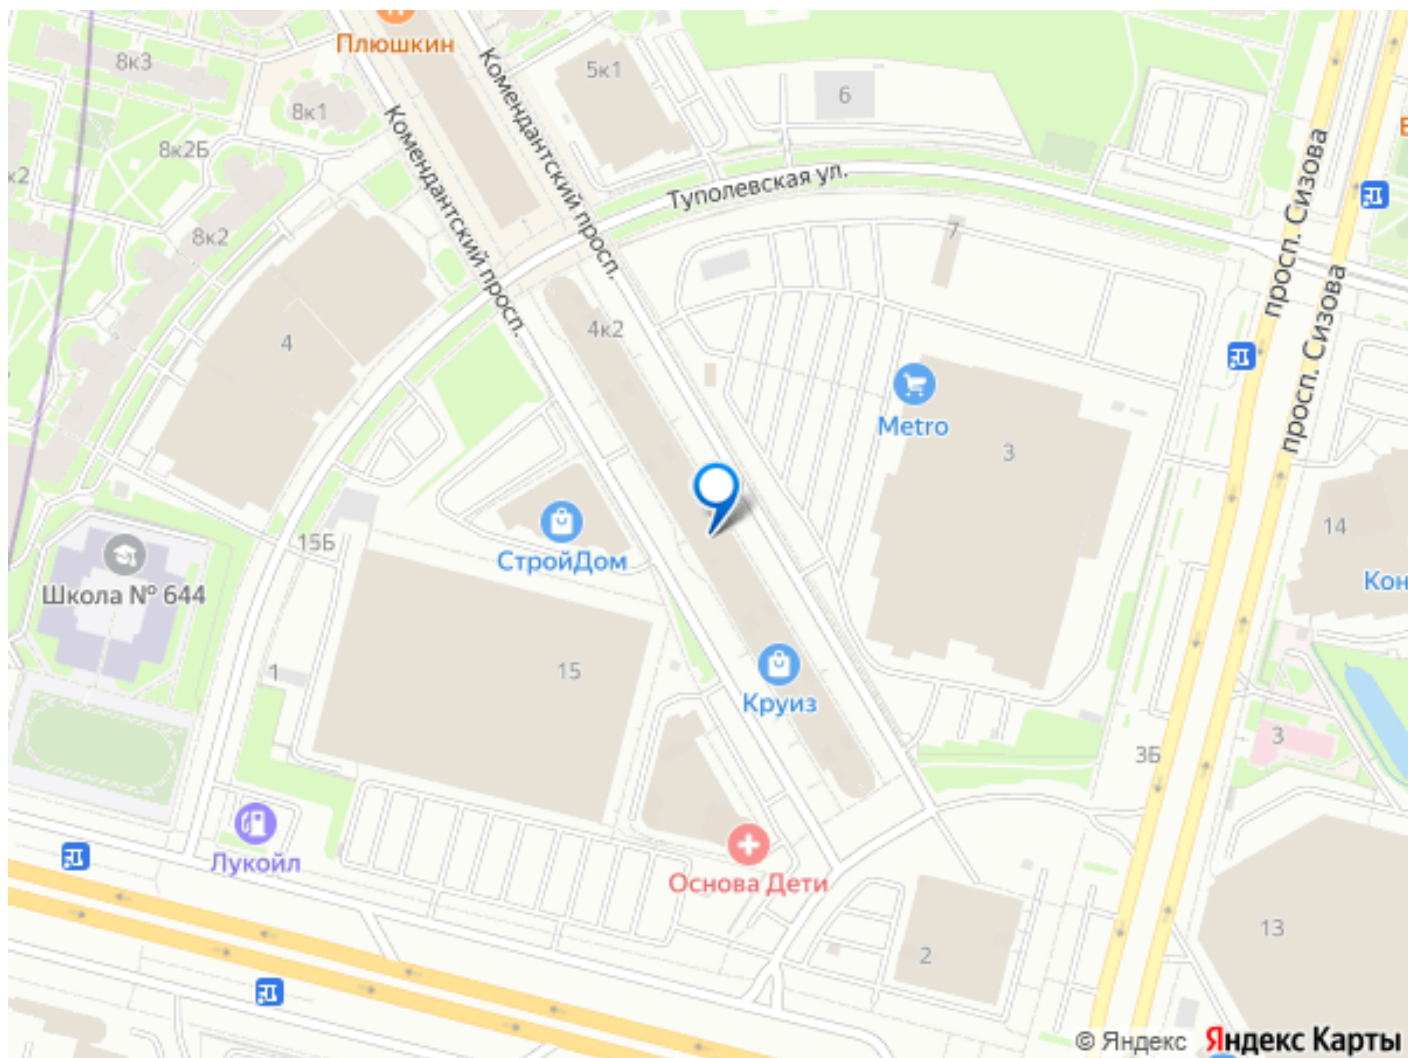 Плюшкин
8к3
5к1
6
8к1
Комендантский просп.
Комендантский просп.
8к2Б
к2
Туполевская ул.
просп. Сизова
8к2
7
просп. Сизова
4
4к2
Metro
3
14
15Б
СтройДом
Школа № 644
Кон
15
1
Круиз
3
3Б
Лукойл
Основа Дети
13
2
© Яндекс Яндекс Карты